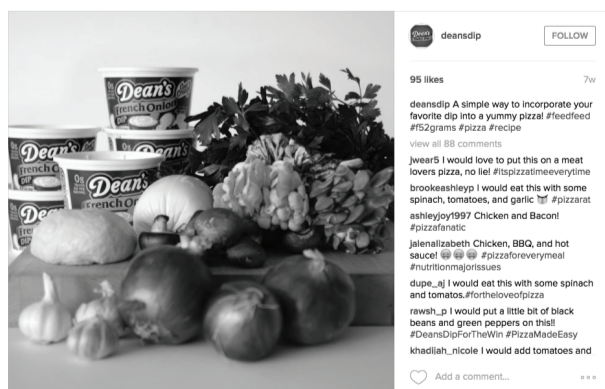 Dean's
French Onion
DIP
Dean's
Dean's
French Onion
DIP
deansdip
FOLLOW
95 likes
7w
deansdip A simple way to incorporate your
favorite dip into a yummy pizza! #feedfeed
#f52grams #pizza #recipe
view all 88 comments
jwear5 I would love to put this on a meat
lovers pizza, no lie! #itspizzatimeeverytime
brookeashleyp I would eat this with some
spinach, tomatoes, and garlic #pizzarat
ashleyjoy1997 Chicken and Bacon!
#pizzafanatic
jalenalizabeth Chicken, BBQ, and hot
sauce! #pizzaforeverymeal
#nutritionmajorissues
dupe_aj I would eat this with some spinach
and tomatos.#fortheloveofpizza
rawsh_p I would put a little bit of black
beans and green peppers on this!!
#DeansDipForTheWin #PizzaMadeEasy
khadijah_nicole I would add tomatoes and
Add a comment...